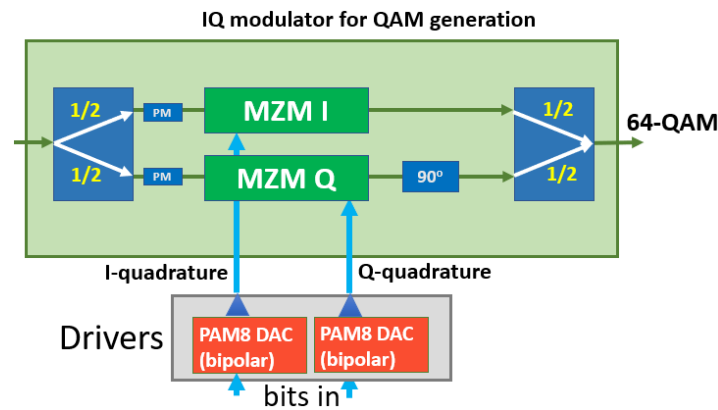 IQ modulator for QAM generation
1/2
PM
MZM I
1/2
64-QAM
1/2
PM
MZM Q
90º
1/2
I-quadrature
Q-quadrature
Drivers
PAM8 DAC
(bipolar)
PAM8 DAC
(bipolar)
bits in